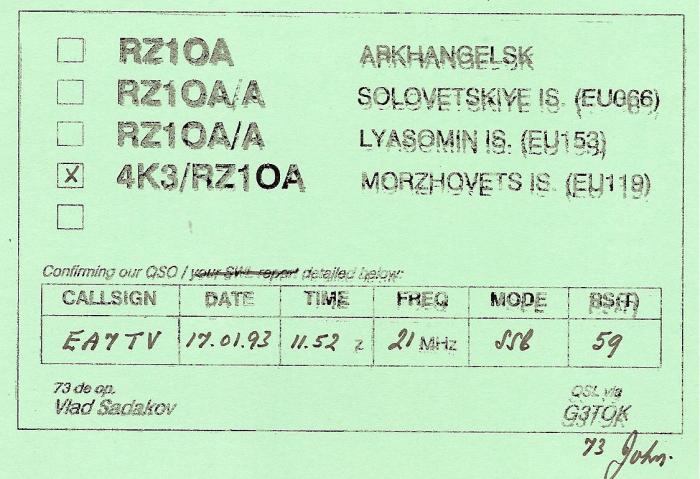 RZ1OA ARKHANGELSK
RZ1OA/A SOLOVETSKIYE IS. (EU066)
RZ1OA/A LYASOMIN IS. (EU153)
X 4K3/RZ1OA MORZHOVETS IS. (EU119)
Confirming our QSO / your SWL report detailed below:
CALLSIGN DATE TIME FREQ MODE RS(T)
EA7TV 17.01.93 11.52 z 21 MHz SSB 59
73 de op. QSL via
Vlad Sadakov G3TOK
73 John.